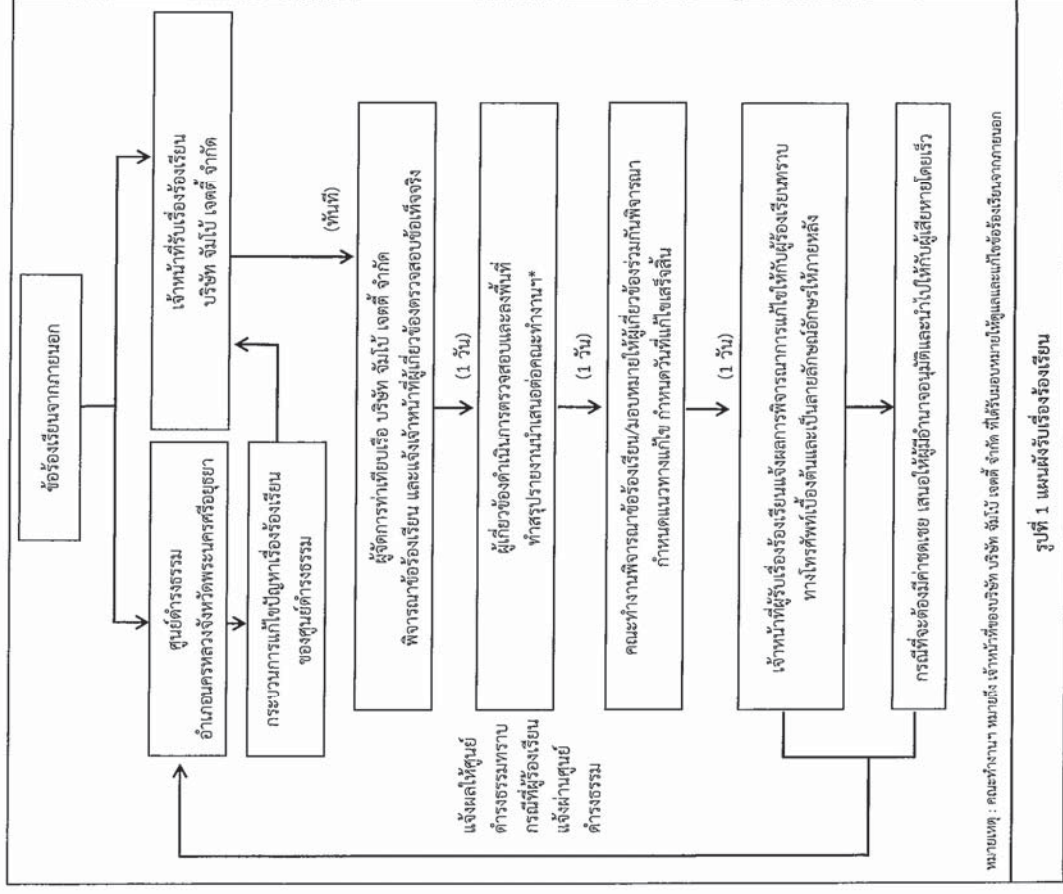 ข้อร้องเรียนจากภายนอก
ศูนย์ดำรงธรรม
อำเภอนครหลวงจังหวัดพระนครศรีอยุธยา
เจ้าหน้าที่รับเรื่องร้องเรียน
บริษัท จัมโบ้ เจตตี้ จำกัด
กระบวนการแก้ไขปัญหาเรื่องร้องเรียน
ของศูนย์ดำรงธรรม
(ทันที)
ผู้จัดการท่าเทียบเรือ บริษัท จัมโบ้ เจตตี้ จำกัด
พิจารณาข้อร้องเรียน และแจ้งเจ้าหน้าที่ผู้เกี่ยวข้องตรวจสอบข้อเท็จจริง
(1 วัน)
ผู้เกี่ยวข้องดำเนินการตรวจสอบและลงพื้นที่
ทำสรุปรายงานนำเสนอต่อคณะทำงานฯ*
(1 วัน)
คณะทำงานพิจารณาข้อร้องเรียน/มอบหมายให้ผู้เกี่ยวข้องร่วมกันพิจารณา
กำหนดแนวทางแก้ไข กำหนดวันที่แก้ไขเสร็จสิ้น
(1 วัน)
เจ้าหน้าที่ผู้รับเรื่องร้องเรียนแจ้งผลการพิจารณาการแก้ไขให้กับผู้ร้องเรียนทราบ
ทางโทรศัพท์เบื้องต้นและเป็นลายลักษณ์อักษรให้ภายหลัง
กรณีที่จะต้องมีค่าชดเชย เสนอให้ผู้มีอำนาจอนุมัติและนำไปให้กับผู้เสียหายโดยเร็ว
แจ้งผลให้ศูนย์
ดำรงธรรมทราบ
กรณีที่ผู้ร้องเรียน
แจ้งผ่านศูนย์
ดำรงธรรม
หมายเหตุ : คณะทำงานฯ หมายถึง เจ้าหน้าที่ของบริษัท บริษัท จัมโบ้ เจตตี้ จำกัด ที่ได้รับมอบหมายให้ดูแลและแก้ไขข้อร้องเรียนจากภายนอก
รูปที่ 1 แผนผังรับเรื่องร้องเรียน